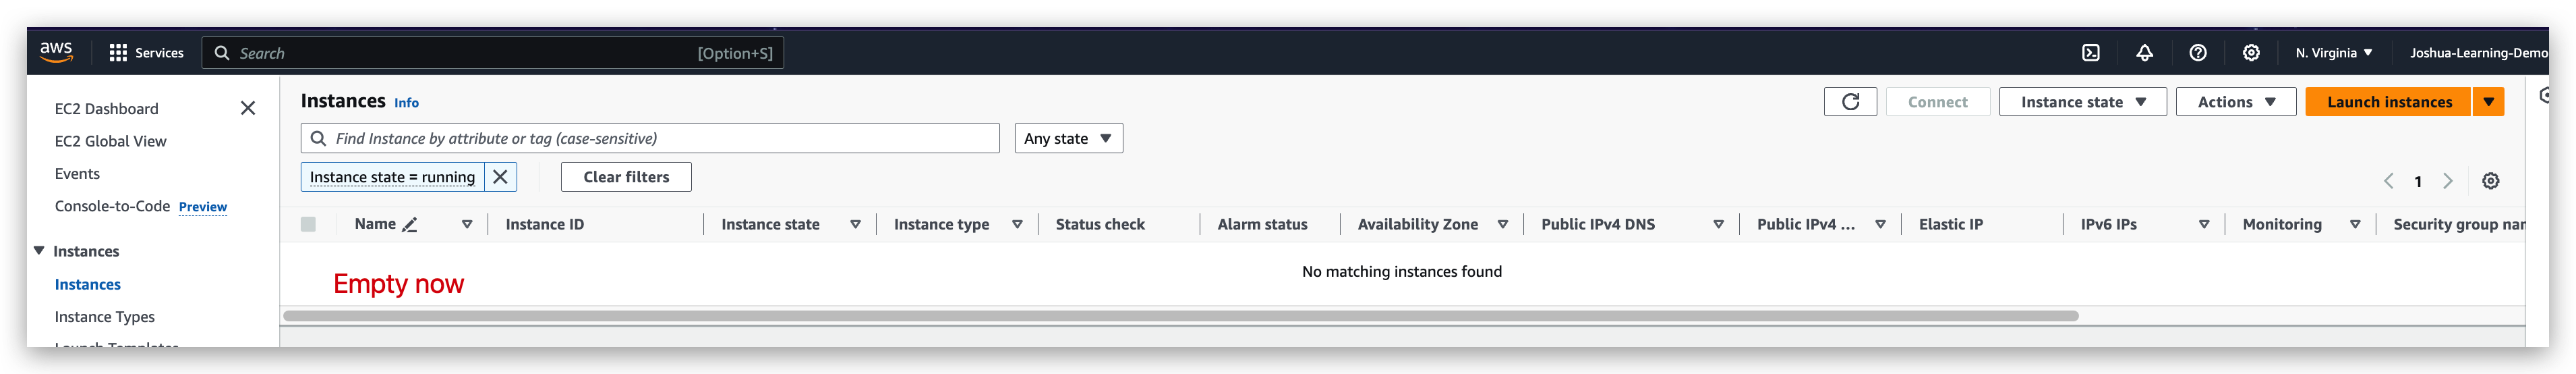 aws
Services
Search
[Option+S]
N. Virginia
Joshua-Learning-Demo
EC2 Dashboard
EC2 Global View
Events
Console-to-Code Preview
Instances
Instances
Instance Types
Launch Templates
Instances Info
Connect
Instance state
Actions
Launch instances
Find Instance by attribute or tag (case-sensitive)
Any state
Instance state = running
Clear filters
1
Name
Instance ID
Instance state
Instance type
Status check
Alarm status
Availability Zone
Public IPv4 DNS
Public IPv4 ...
Elastic IP
IPv6 IPs
Monitoring
Security group nam
No matching instances found
Empty now